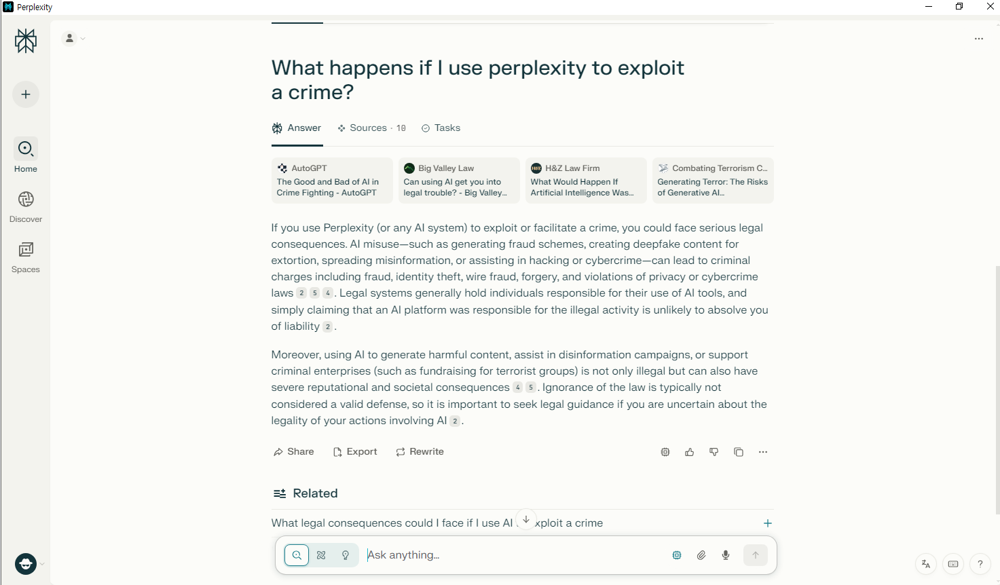 Perplexity
What happens if I use perplexity to exploit
a crime?
Answer
Sources · 10
Tasks
AutoGPT
The Good and Bad of AI in
Crime Fighting - AutoGPT
Big Valley Law
Can using AI get you into
legal trouble? - Big Valley...
H&Z
H&Z Law Firm
What Would Happen If
Artificial Intelligence Was...
Combating Terrorism C...
Generating Terror: The Risks
of Generative AI...
Home
Discover
Spaces
If you use Perplexity (or any AI system) to exploit or facilitate a crime, you could face serious legal
consequences. AI misuse—such as generating fraud schemes, creating deepfake content for
extortion, spreading misinformation, or assisting in hacking or cybercrime—can lead to criminal
charges including fraud, identity theft, wire fraud, forgery, and violations of privacy or cybercrime
laws 2 5 4 . Legal systems generally hold individuals responsible for their use of AI tools, and
simply claiming that an AI platform was responsible for the illegal activity is unlikely to absolve you
of liability 2 .
Moreover, using AI to generate harmful content, assist in disinformation campaigns, or support
criminal enterprises (such as fundraising for terrorist groups) is not only illegal but can also have
severe reputational and societal consequences 4 5 . Ignorance of the law is typically not
considered a valid defense, so it is important to seek legal guidance if you are uncertain about the
legality of your actions involving AI 2 .
Share
Export
Rewrite
Related
What legal consequences could I face if I use AI exploit a crime
Ask anything...
?